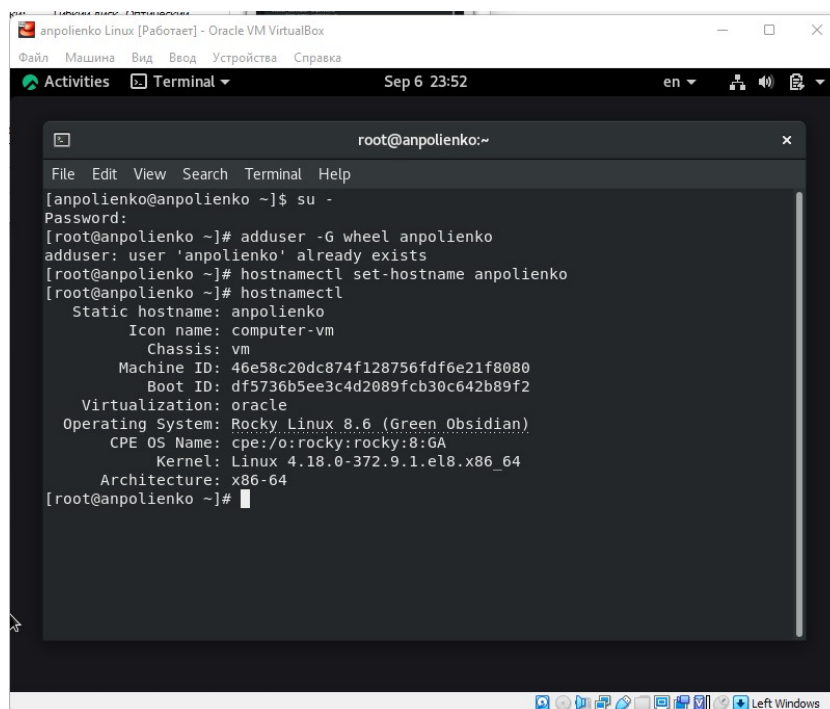 Гибкий диск, Оптический
anpolienko Linux [Работает] - Oracle VM VirtualBox
Файл Машина Вид Ввод Устройства Справка
Activities Terminal Sep 6 23:52 en
root@anpolienko:~
File Edit View Search Terminal Help
[anpolienko@anpolienko ~]$ su -
Password:
[root@anpolienko ~]# adduser -G wheel anpolienko
adduser: user 'anpolienko' already exists
[root@anpolienko ~]# hostnamectl set-hostname anpolienko
[root@anpolienko ~]# hostnamectl
Static hostname: anpolienko
Icon name: computer-vm
Chassis: vm
Machine ID: 46e58c20dc874f128756fdf6e21f8080
Boot ID: df5736b5ee3c4d2089fcb30c642b89f2
Virtualization: oracle
Operating System: Rocky Linux 8.6 (Green Obsidian)
CPE OS Name: cpe:/o:rocky:rocky:8:GA
Kernel: Linux 4.18.0-372.9.1.el8.x86_64
Architecture: x86-64
[root@anpolienko ~]#
Left Windows